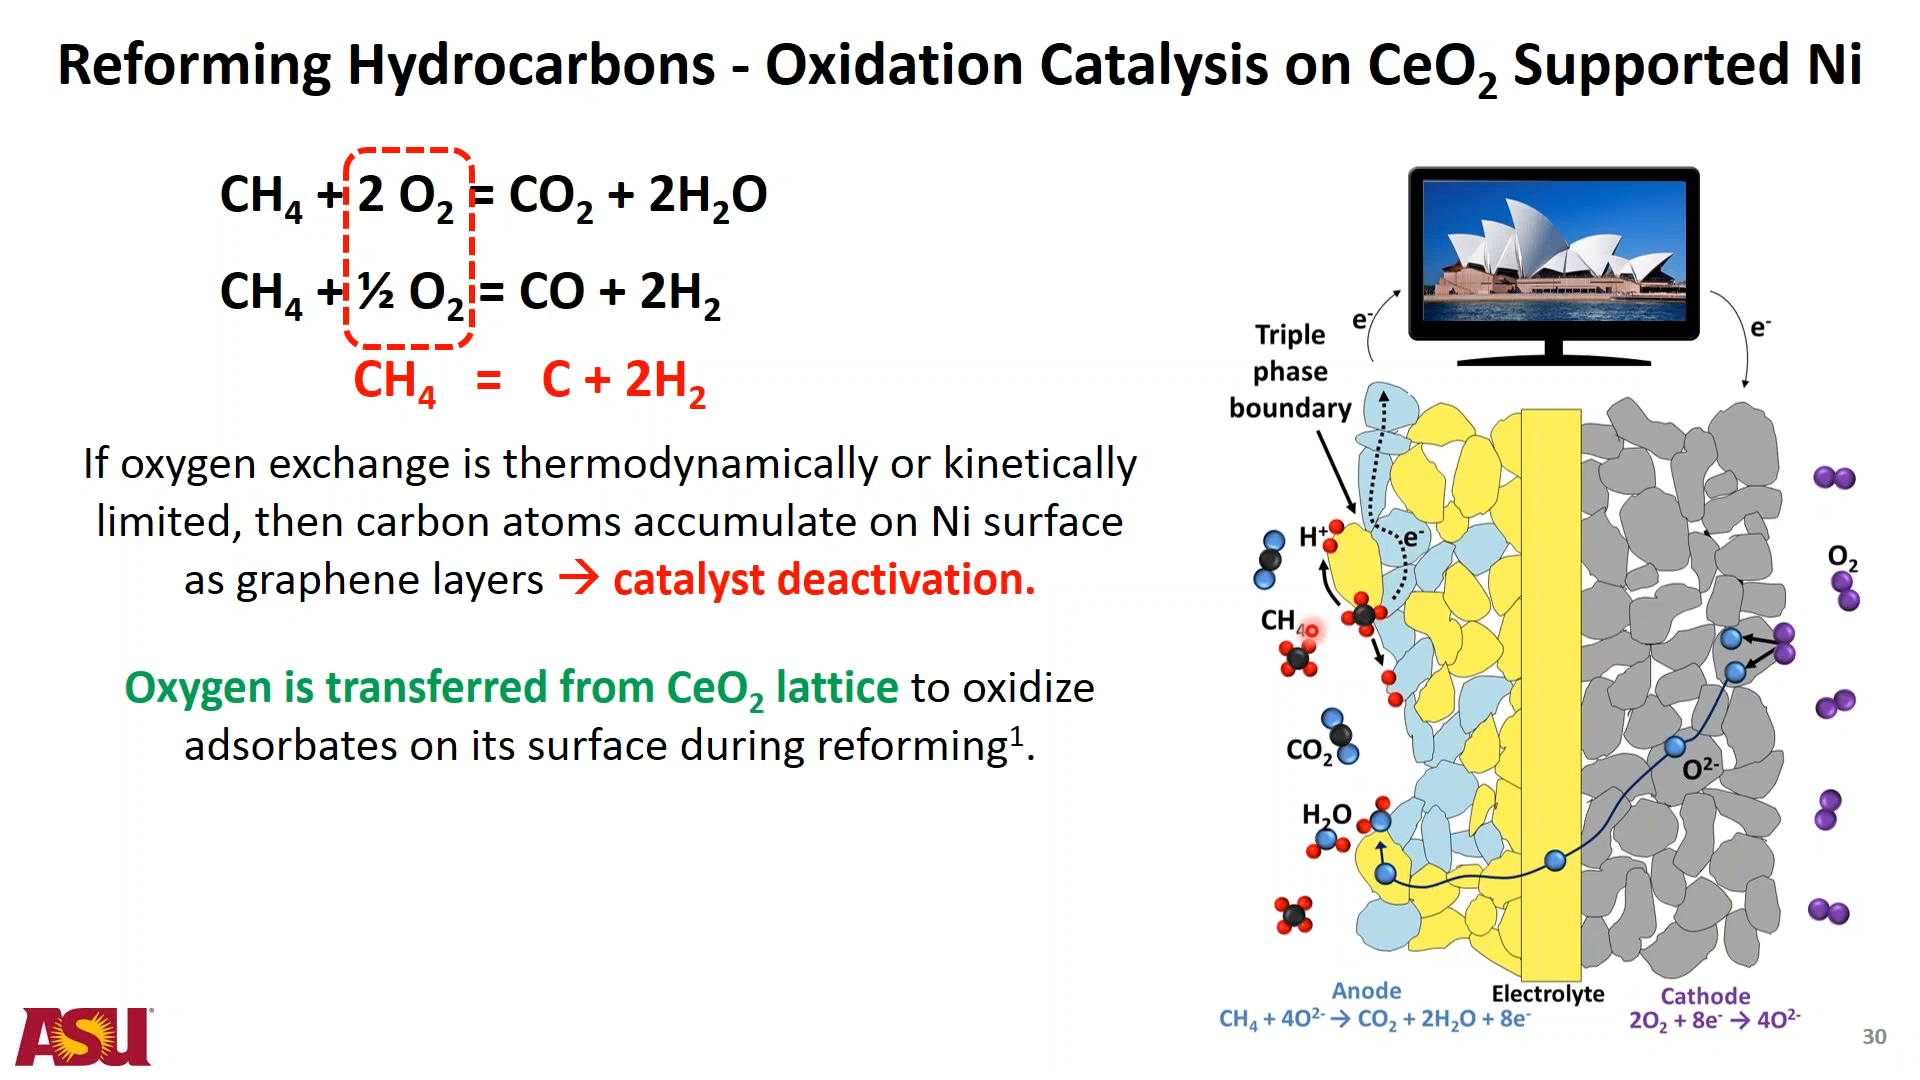 Reforming Hydrocarbons - Oxidation Catalysis on CeO₂ Supported Ni
CH₄ + 2 O₂ = CO₂ + 2H₂O
CH₄ + ½ O₂ = CO + 2H₂
CH₄ = C + 2H₂
If oxygen exchange is thermodynamically or kinetically
limited, then carbon atoms accumulate on Ni surface
as graphene layers → catalyst deactivation.
Oxygen is transferred from CeO₂ lattice to oxidize
adsorbates on its surface during reforming¹.
e⁻
e⁻
Triple
phase
boundary
H⁺
e⁻
O₂
CH₄
CO₂
O²⁻
H₂O
Anode
CH₄ + 4O²⁻ → CO₂ + 2H₂O + 8e⁻
Electrolyte
Cathode
2O₂ + 8e⁻ → 4O²⁻
ASU
30